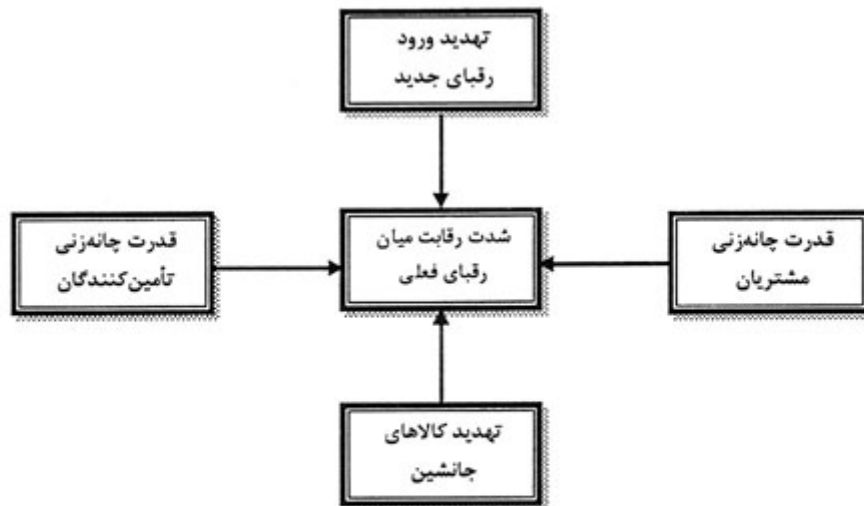 تهدید ورود
رقبای جدید
قدرت چانه‌زنی
مشتریان
شدت رقابت میان
رقبای فعلی
قدرت چانه‌زنی
تأمین‌کنندگان
تهدید کالاهای
جانشین